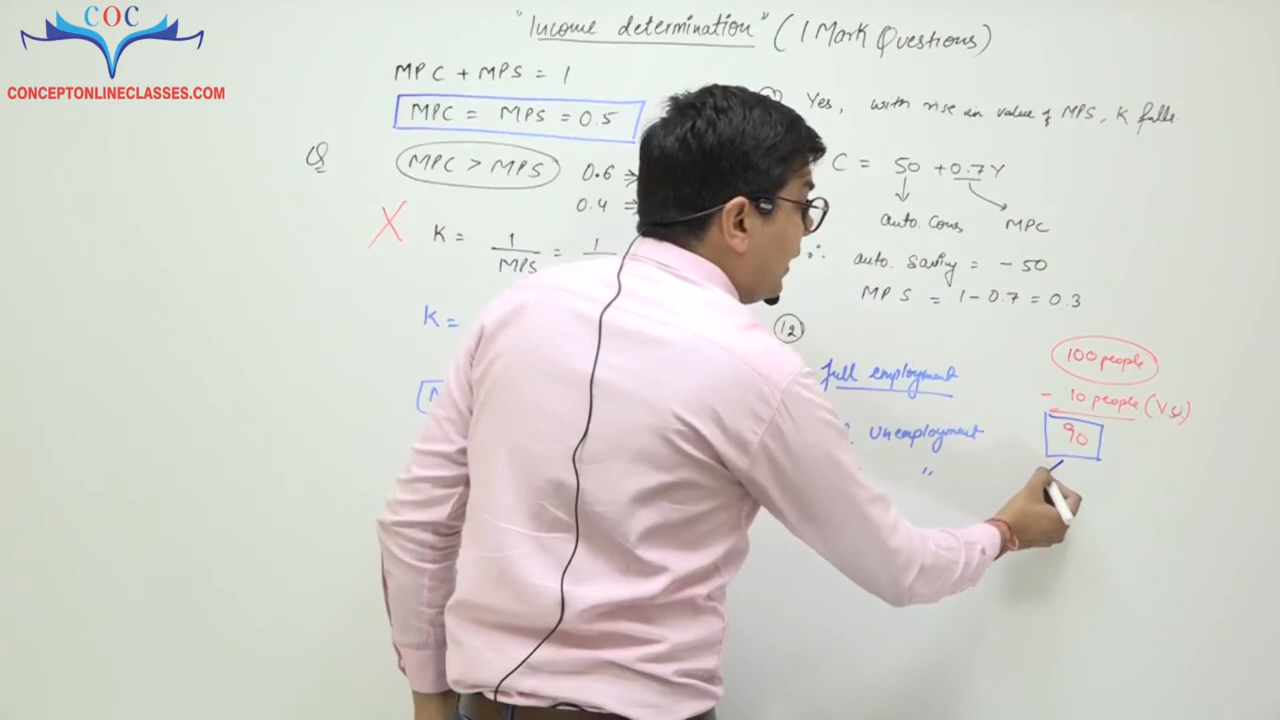 COC
CONCEPTONLINECLASSES.COM
"Income determination" (1 Mark Questions)
MPC + MPS = 1
MPC = MPS = 0.5
Q
MPC > MPS
0.6 ⇒
0.4 ⇒
X
K = 1/MPS = 1
K =
Yes, with rise in value of MPS, K falls.
C = 50 + 0.7Y
auto. Cons
MPC
∴ auto. Saving = - 50
MPS = 1 - 0.7 = 0.3
12
full employment
Unemployment
"
100 people
- 10 people (V.U.)
90